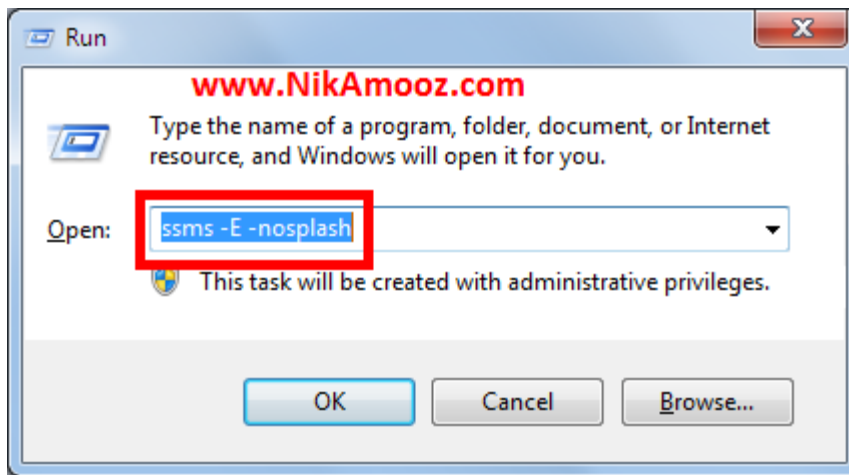 Run
www.NikAmooz.com
Type the name of a program, folder, document, or Internet
resource, and Windows will open it for you.
Open:
ssms -E -nosplash
This task will be created with administrative privileges.
OK
Cancel
Browse...